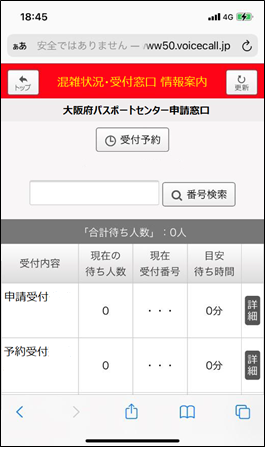 18:45
4G
ああ 安全ではありません — ww50.voicecall.jp
トップ
混雑状況・受付窓口 情報案内
更新
大阪府パスポートセンター申請窓口
受付予約
番号検索
「合計待ち人数」：0人
受付内容 現在の待ち人数 現在受付番号 目安待ち時間
申請受付 0 ・・・ 0分 詳細
予約受付 0 ・・・ 0分 詳細